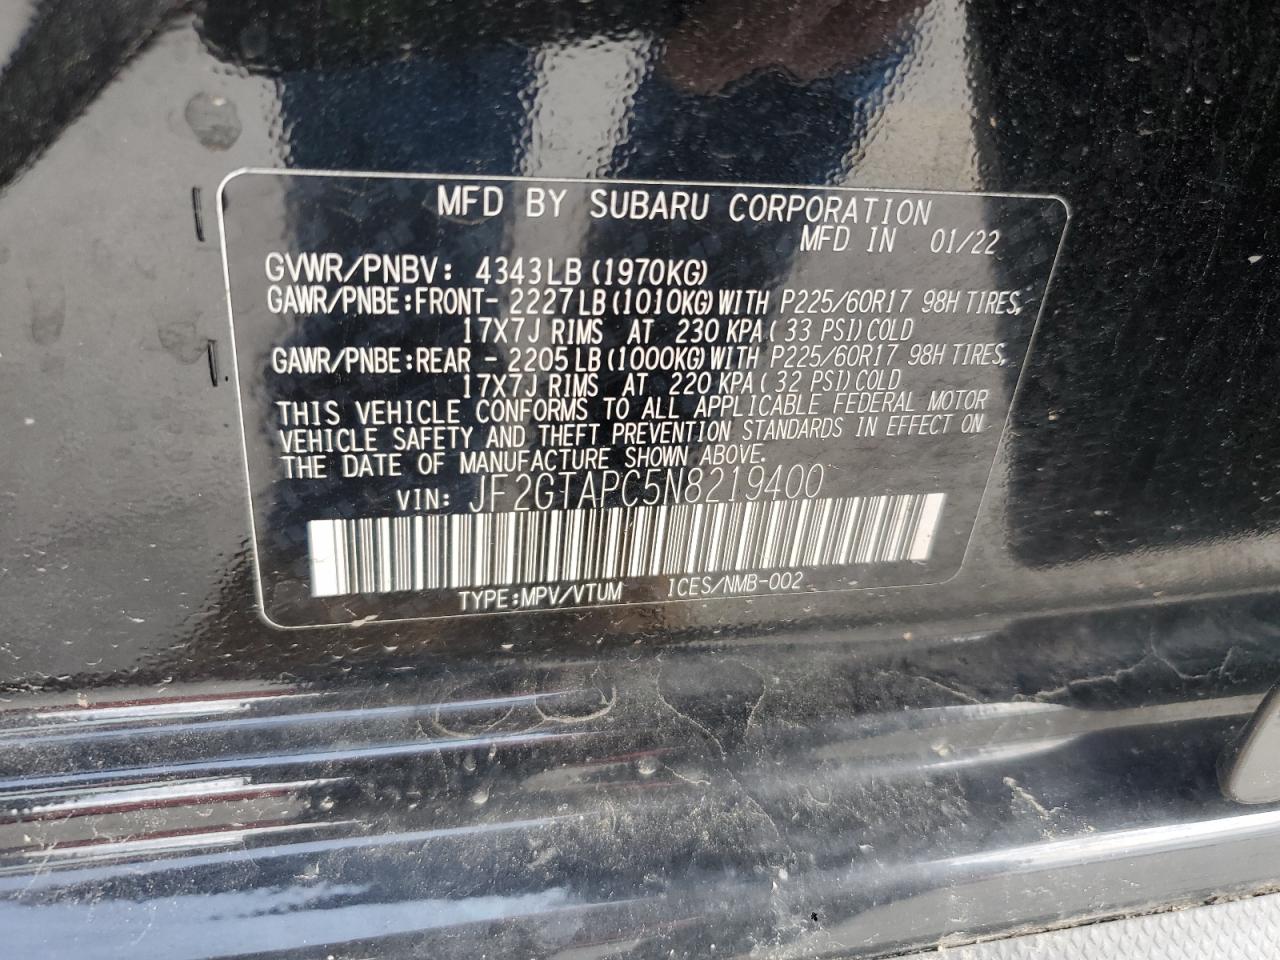 MFD BY SUBARU CORPORATION
MFD IN 01/22
GVWR/PNBV: 4343LB(1970KG)
GAWR/PNBE:FRONT- 2227LB(1010KG)WITH P225/60R17 98H TIRES,
17X7J RIMS AT 230 KPA(33 PSI)COLD
GAWR/PNBE:REAR - 2205LB(1000KG)WITH P225/60R17 98H TIRES,
17X7J RIMS AT 220 KPA(32 PSI)COLD
THIS VEHICLE CONFORMS TO ALL APPLICABLE FEDERAL MOTOR
VEHICLE SAFETY AND THEFT PREVENTION STANDARDS IN EFFECT ON
THE DATE OF MANUFACTURE SHOWN ABOVE.
VIN: JF2GTAPC5N8219400
TYPE:MPV/VTUM ICES/NMB-002